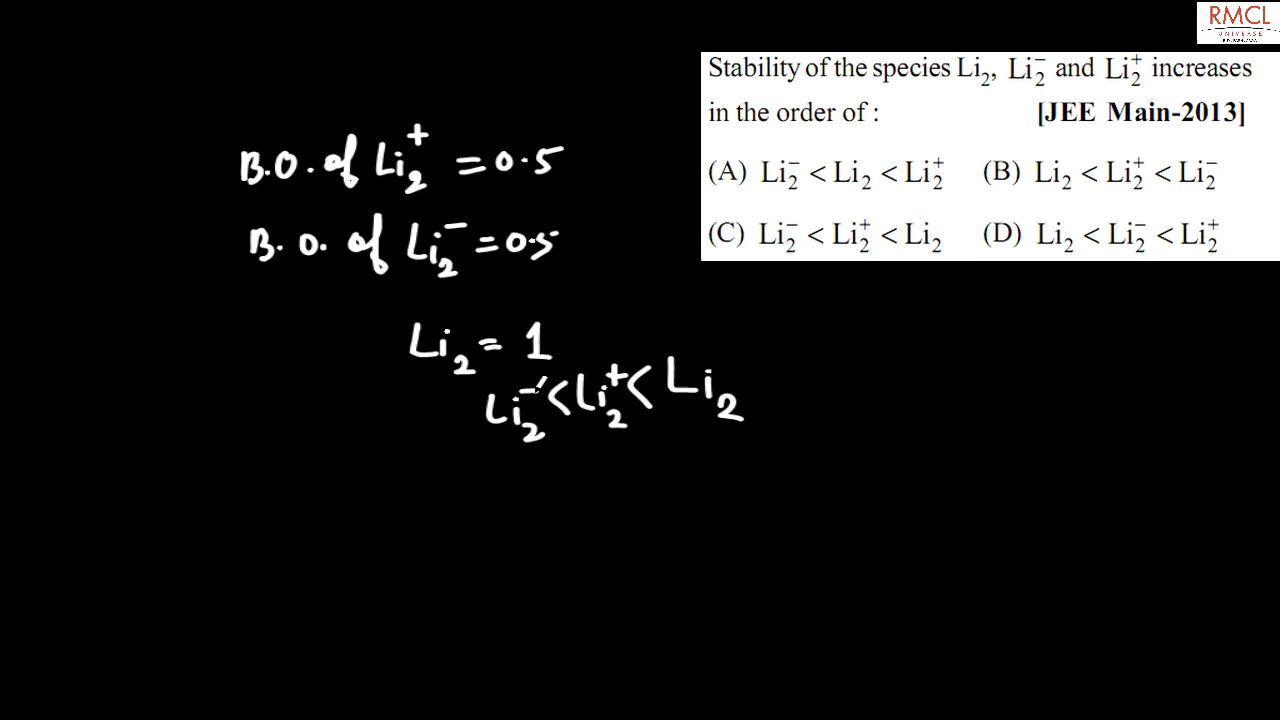 RMCL
UNIVERSE
Stability of the species Li₂, Li₂⁻ and Li₂⁺ increases
in the order of : [JEE Main-2013]
(A) Li₂⁻ < Li₂ < Li₂⁺ (B) Li₂ < Li₂⁺ < Li₂⁻
(C) Li₂⁻ < Li₂⁺ < Li₂ (D) Li₂ < Li₂⁻ < Li₂⁺
B.O. of Li₂⁺ = 0.5
B.O. of Li₂⁻ = 0.5
Li₂ = 1
Li₂⁻ < Li₂⁺ < Li₂